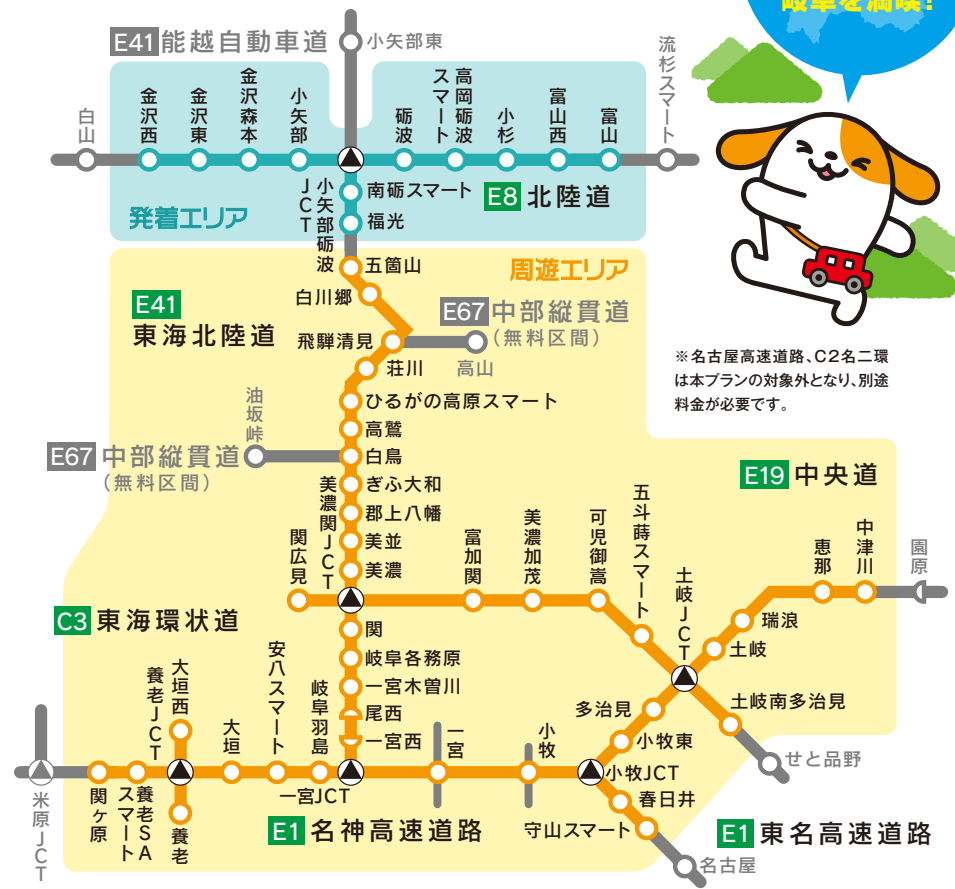 岐阜を満喫!
E41 能越自動車道
小矢部東
白山
金沢西
金沢東
金沢森本
小矢部
砺波
高岡砺波スマート
小杉
富山西
富山
流杉スマート
小矢部砺波JCT
南砺スマート
福光
E8 北陸道
発着エリア
五箇山
周遊エリア
白川郷
E41
東海北陸道
E67 中部縦貫道
(無料区間)
飛騨清見
高山
荘川
※名古屋高速道路、C2名二環
は本プランの対象外となり、別途
料金が必要です。
ひるがの高原スマート
油坂峠
高鷲
E67 中部縦貫道
(無料区間)
白鳥
ぎふ大和
郡上八幡
美並
美濃
美濃関JCT
関広見
富加関
美濃加茂
可児御嵩
五斗蒔スマート
土岐JCT
E19 中央道
恵那
中津川
園原
瑞浪
土岐
C3 東海環状道
関
岐阜各務原
一宮木曽川
尾西
一宮西
多治見
土岐南多治見
小牧東
せと品野
養老JCT
大垣西
大垣
安八スマート
岐阜羽島
一宮
小牧
小牧JCT
一宮JCT
春日井
守山スマート
米原JCT
関ヶ原
養老SA
スマート
養老
E1 名神高速道路
E1 東名高速道路
名古屋